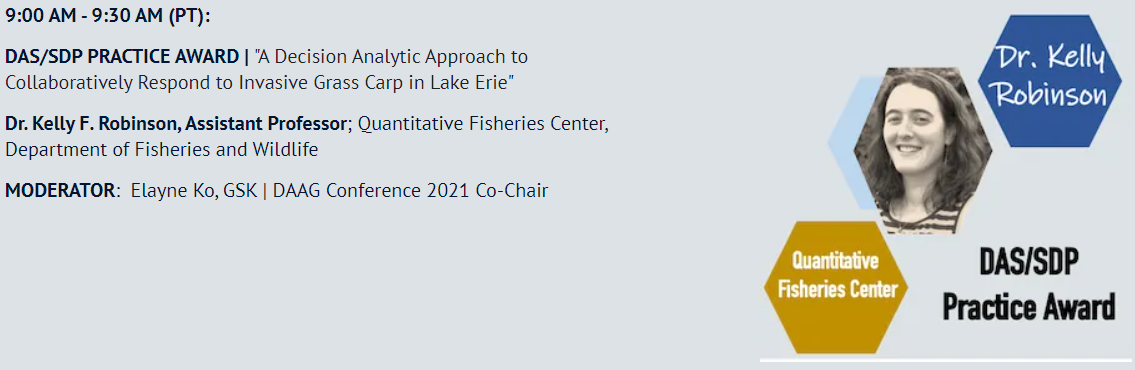 9:00 AM - 9:30 AM (PT):
DAS/SDP PRACTICE AWARD | "A Decision Analytic Approach to
Collaboratively Respond to Invasive Grass Carp in Lake Erie"
Dr. Kelly F. Robinson, Assistant Professor; Quantitative Fisheries Center,
Department of Fisheries and Wildlife
MODERATOR: Elayne Ko, GSK | DAAG Conference 2021 Co-Chair
Dr. Kelly
Robinson
Quantitative
Fisheries Center
DAS/SDP
Practice Award